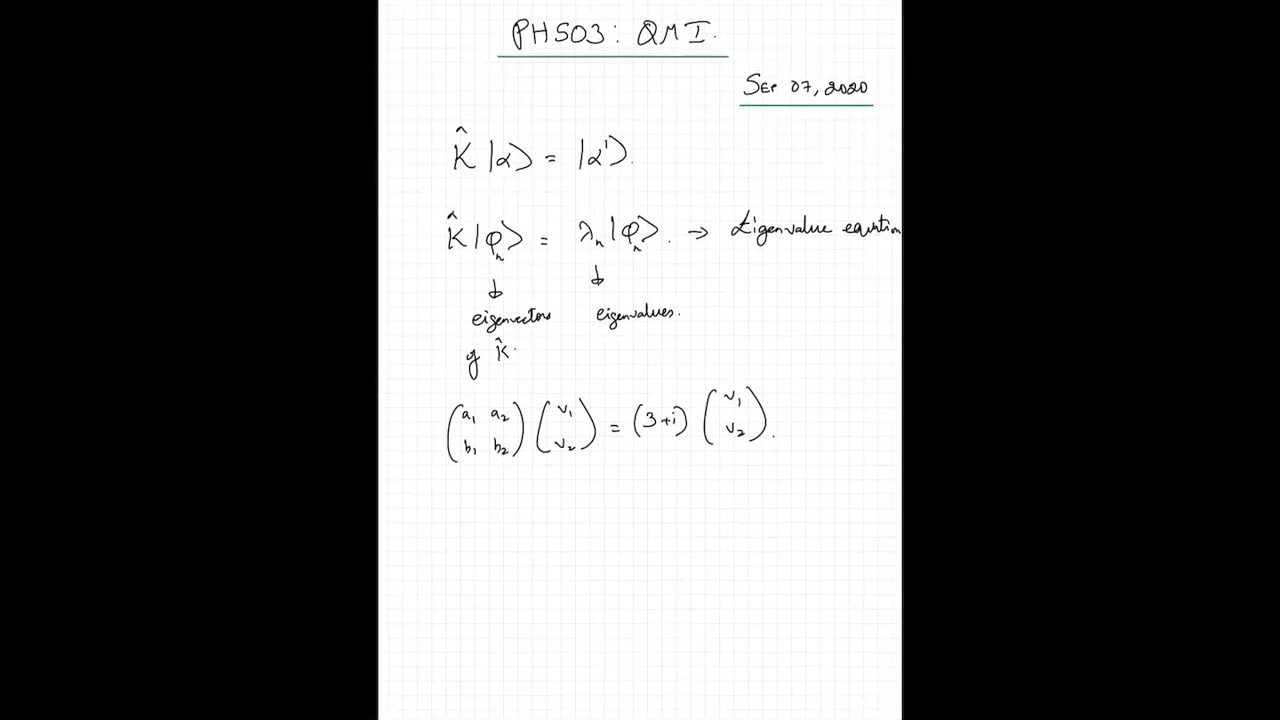 PH503: QM I.
SEP 07, 2020
K̂ |α⟩ = |α'⟩.
K̂ |φₙ⟩ = λₙ |φₙ⟩. → Eigenvalue equation
↓ ↓
eigenvectors eigenvalues.
of K̂.
(a₁ a₂ (v₁ = (3+i) (v₁
b₁ b₂) v₂) v₂).